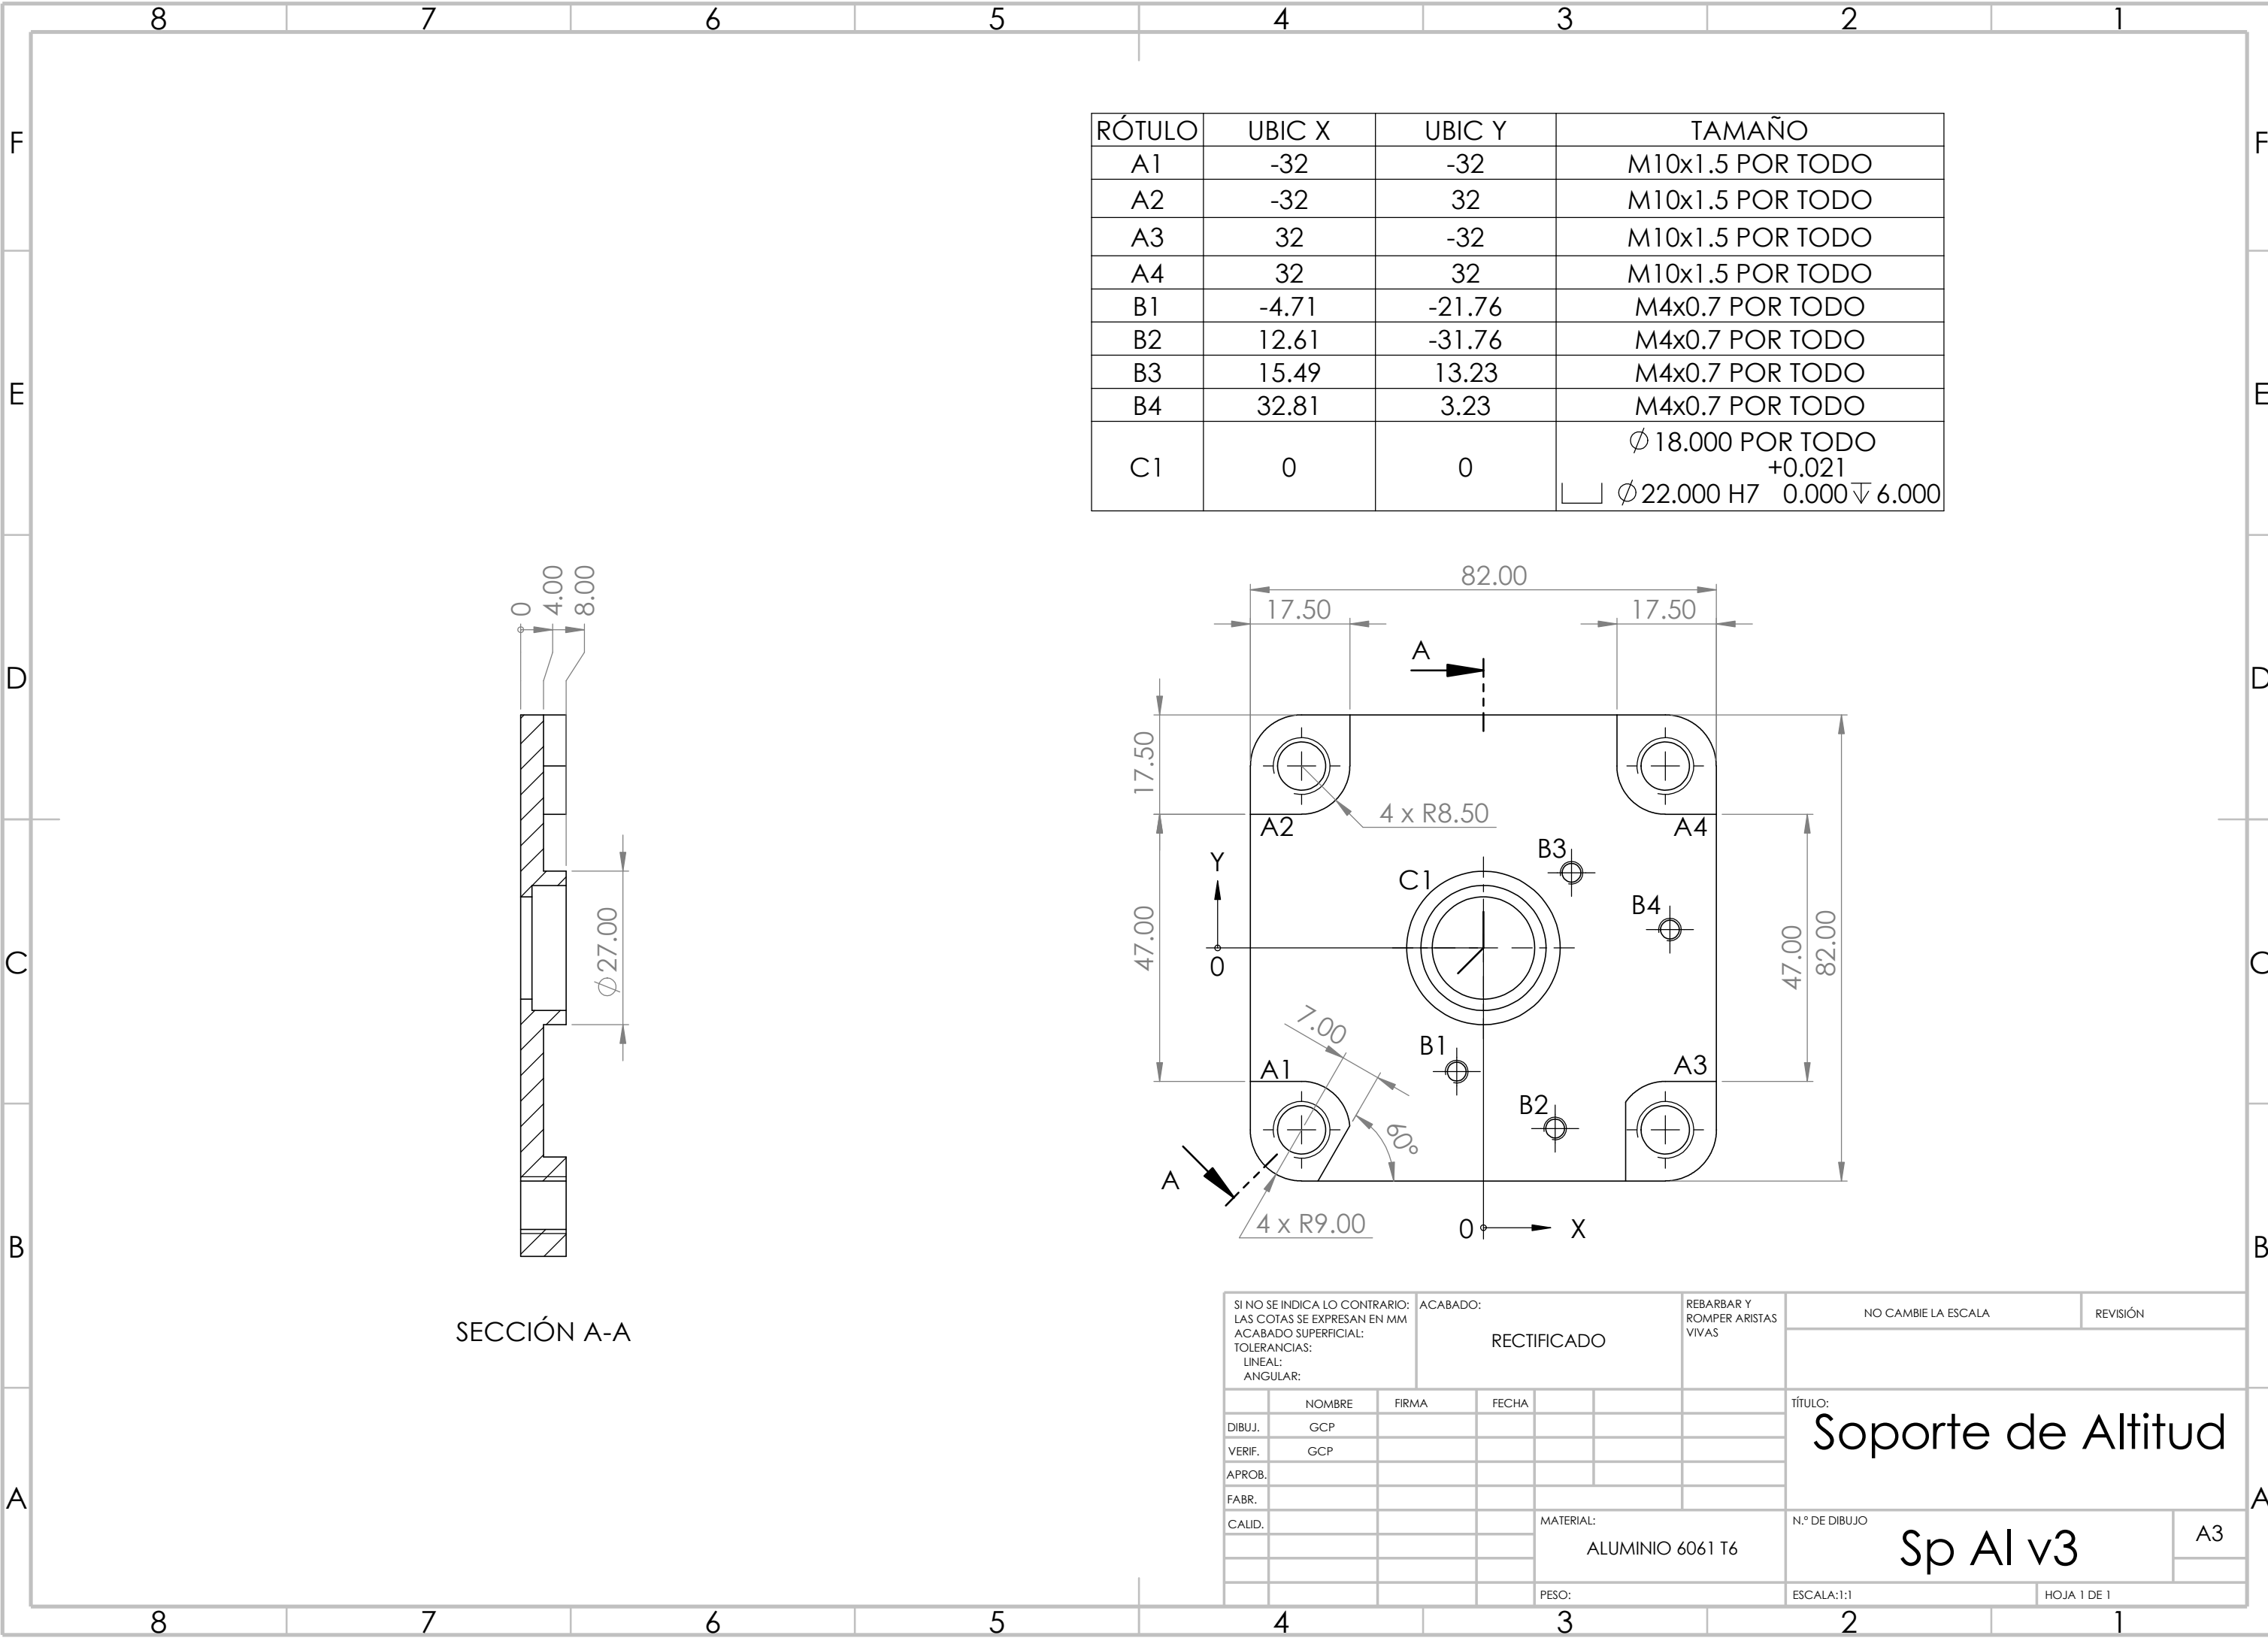 8 7 6 5 4 3 2 1
F F
E E
D D
C C
B B
A A
RÓTULO UBIC X UBIC Y TAMAÑO
A1 -32 -32 M10x1.5 POR TODO
A2 -32 32 M10x1.5 POR TODO
A3 32 -32 M10x1.5 POR TODO
A4 32 32 M10x1.5 POR TODO
B1 -4.71 -21.76 M4x0.7 POR TODO
B2 12.61 -31.76 M4x0.7 POR TODO
B3 15.49 13.23 M4x0.7 POR TODO
B4 32.81 3.23 M4x0.7 POR TODO
C1 0 0 ∅18.000 POR TODO
+0.021
⌴ ∅22.000 H7 0.000 ↧ 6.000
0 4.00 8.00
∅27.00
SECCIÓN A-A
82.00
17.50 17.50
A
17.50
4 x R8.50
A2 A4
B3
Y
C1
B4
47.00
0
47.00 82.00
7.00
B1
A1 A3
B2
60°
A
4 x R9.00
0 X
SI NO SE INDICA LO CONTRARIO:
LAS COTAS SE EXPRESAN EN MM
ACABADO SUPERFICIAL:
TOLERANCIAS:
LINEAL:
ANGULAR:
ACABADO:
RECTIFICADO
REBARBAR Y
ROMPER ARISTAS
VIVAS
NO CAMBIE LA ESCALA
REVISIÓN
NOMBRE FIRMA FECHA
DIBUJ. GCP
VERIF. GCP
APROB.
FABR.
CALID.
TÍTULO:
Soporte de Altitud
MATERIAL:
ALUMINIO 6061 T6
N.º DE DIBUJO
Sp Al v3
A3
PESO:
ESCALA:1:1
HOJA 1 DE 1
8 7 6 5 4 3 2 1